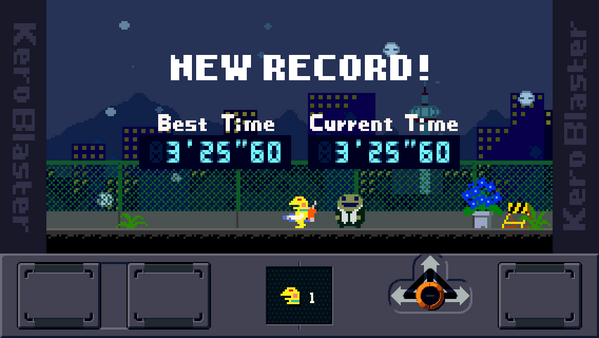 Kero Blaster
NEW RECORD!
Best Time
Current Time
3'25"60
3'25"60
Kero Blaster
1